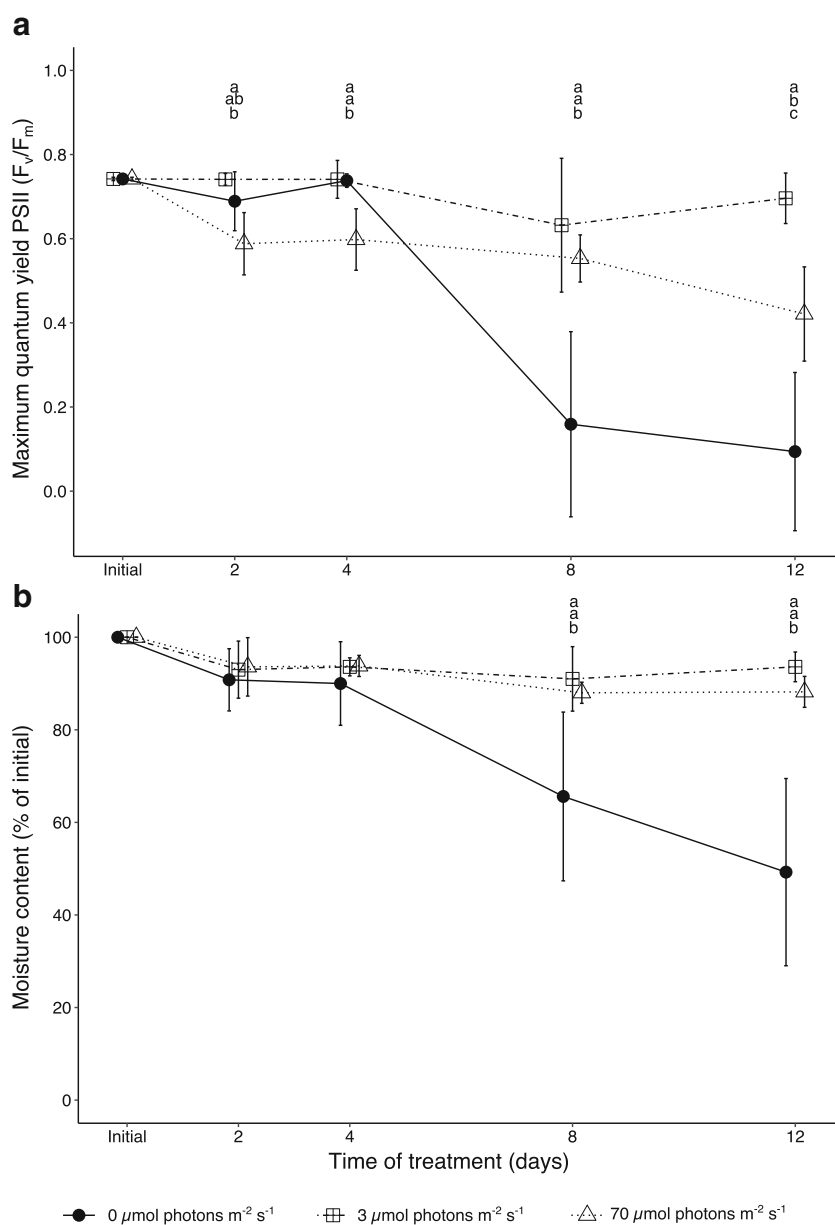 a
Maximum quantum yield PSII (Fv/Fm)
1.0
0.8
0.6
0.4
0.2
0.0
a
ab
b
a
a
b
a
a
b
a
b
c
Initial 2 4 8 12
b
Moisture content (% of initial)
100
80
60
40
20
0
a
a
b
a
a
b
Initial 2 4 8 12
Time of treatment (days)
0 µmol photons m⁻² s⁻¹ 3 µmol photons m⁻² s⁻¹ 70 µmol photons m⁻² s⁻¹